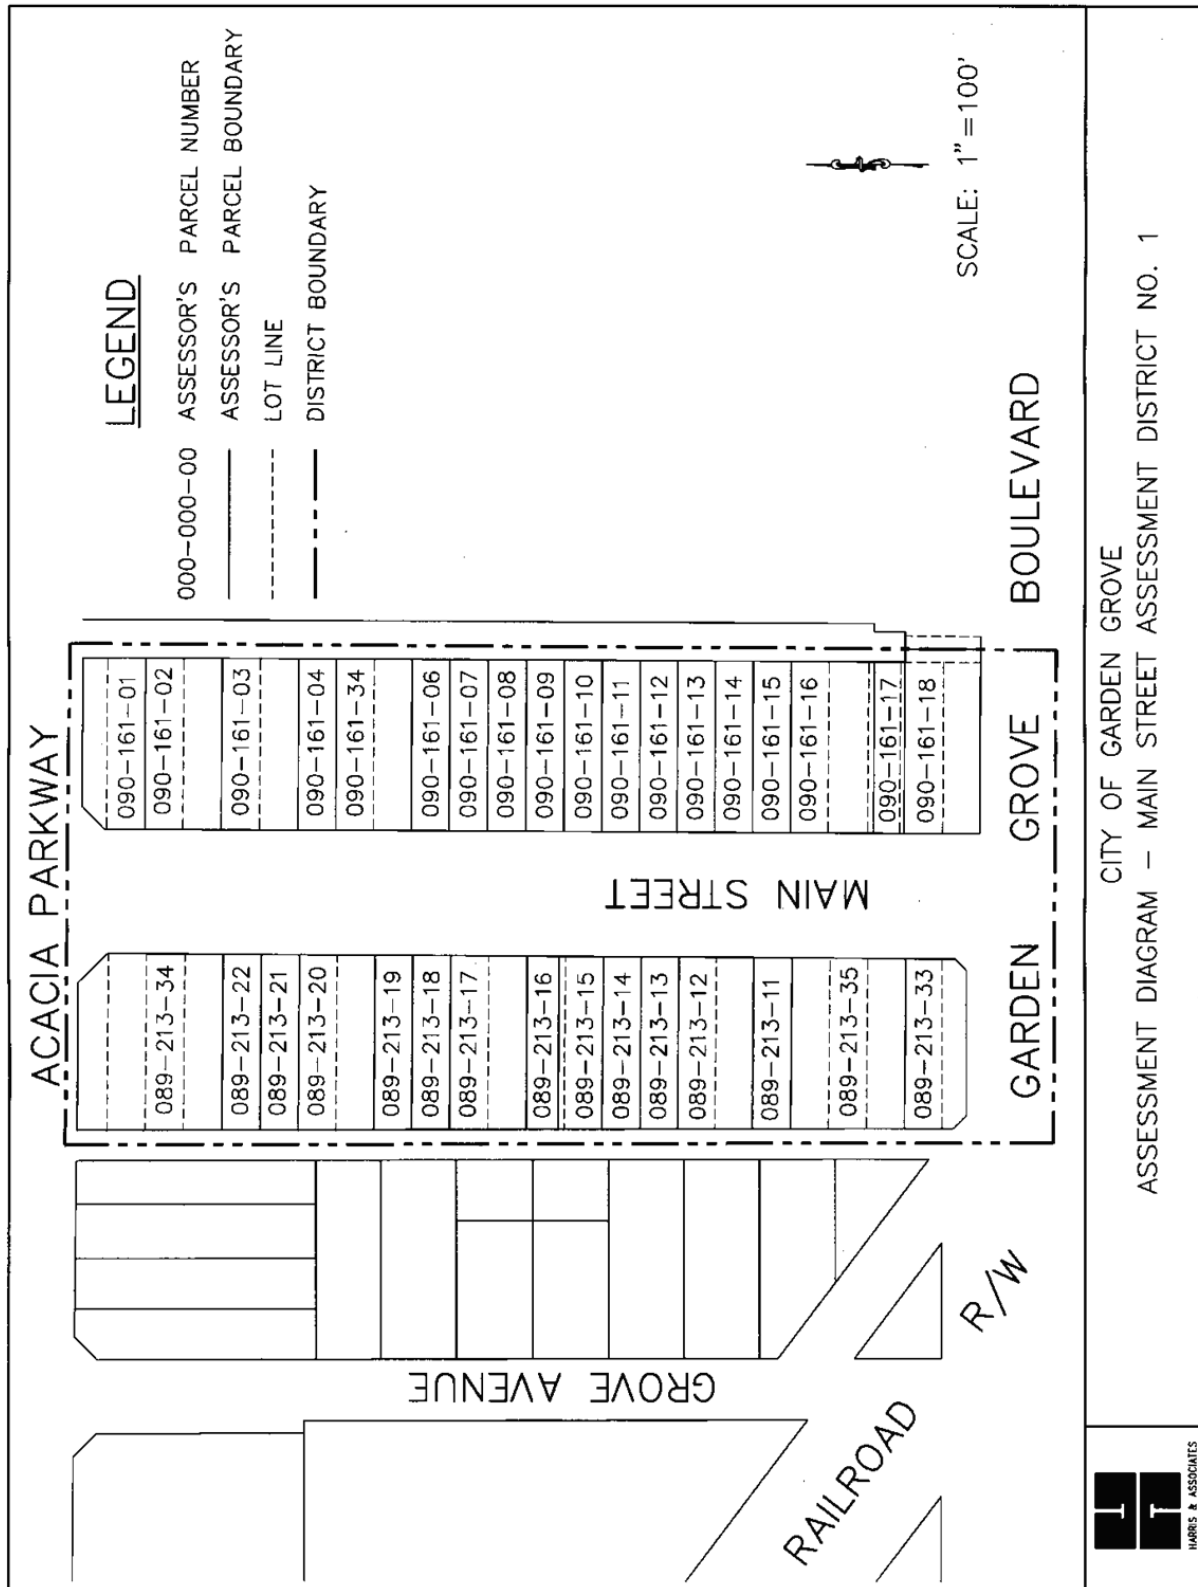 LEGEND
000-000-00 ASSESSOR'S PARCEL NUMBER
ASSESSOR'S PARCEL BOUNDARY
LOT LINE
DISTRICT BOUNDARY
SCALE: 1"=100'
ACACIA PARKWAY
090-161-01
090-161-02
090-161-03
090-161-04
090-161-34
090-161-06
090-161-07
090-161-08
090-161-09
090-161-10
090-161-11
090-161-12
090-161-13
090-161-14
090-161-15
090-161-16
090-161-17
090-161-18
MAIN STREET
089-213-34
089-213-22
089-213-21
089-213-20
089-213-19
089-213-18
089-213-17
089-213-16
089-213-15
089-213-14
089-213-13
089-213-12
089-213-11
089-213-35
089-213-33
GARDEN GROVE BOULEVARD
GROVE AVENUE
RAILROAD R/W
CITY OF GARDEN GROVE
ASSESSMENT DIAGRAM - MAIN STREET ASSESSMENT DISTRICT NO. 1
HARRIS & ASSOCIATES